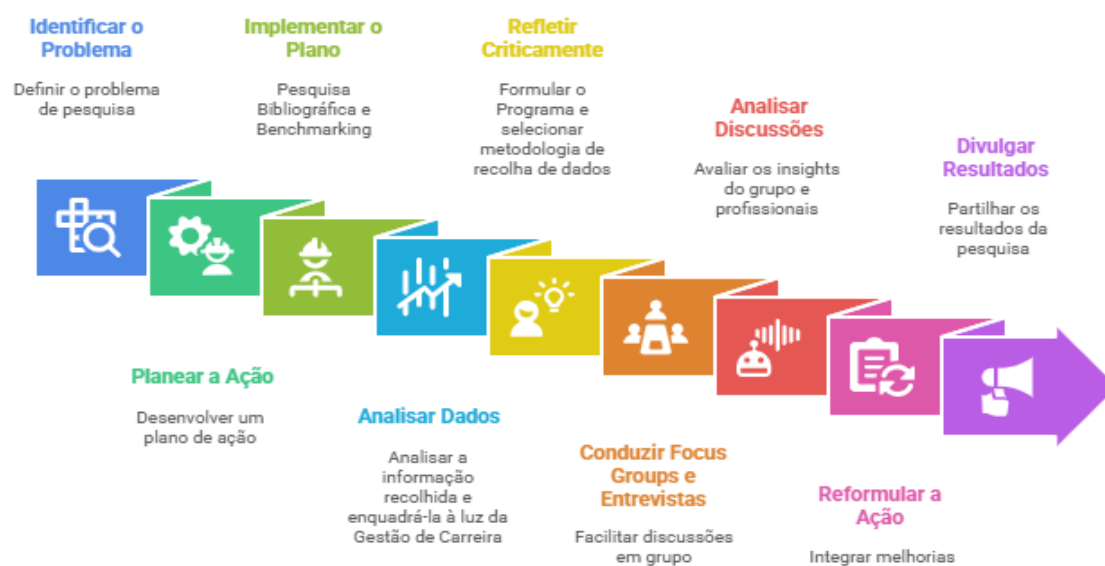 Identificar o
Problema
Definir o problema
de pesquisa
Planear a Ação
Desenvolver um
plano de ação
Implementar o
Plano
Pesquisa
Bibliográfica e
Benchmarking
Analisar Dados
Analisar a
informação
recolhida e
enquadrá-la à luz da
Gestão de Carreira
Refletir
Criticamente
Formular o
Programa e
selecionar
metodologia de
recolha de dados
Conduzir Focus
Groups e
Entrevistas
Facilitar discussões
em grupo
Analisar
Discussões
Avaliar os insights
do grupo e
profissionais
Reformular a
Ação
Integrar melhorias
Divulgar
Resultados
Partilhar os
resultados da
pesquisa